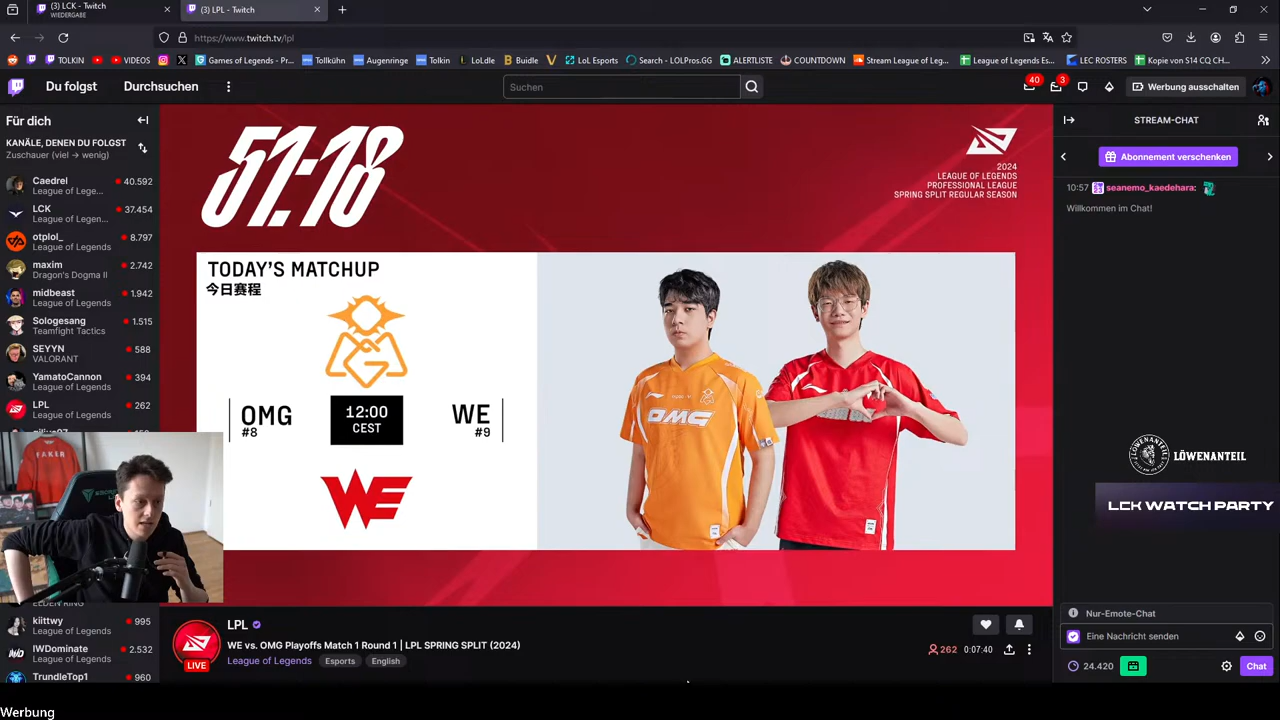 (3) LCK - Twitch
WIEDERGABE
(3) LPL - Twitch
https://www.twitch.tv/lpl
TOLKIN
VIDEOS
Games of Legends - Pr...
Tollkühn
Augenringe
Tolkin
LoLdle
Buidle
LoL Esports
Search - LOLPros.GG
ALERTLISTE
COUNTDOWN
Stream League of Leg...
League of Legends Es...
LEC ROSTERS
Kopie von S14 CQ CH...
Du folgst
Durchsuchen
Suchen
40
3
Werbung ausschalten
Für dich
KANÄLE, DENEN DU FOLGST
Zuschauer (viel → wenig)
Caedrel 40.592
League of Lege...
LCK 37.454
League of Legen...
otplol_ 8.797
League of Legends
maxim 2.742
Dragon's Dogma II
midbeast 1.942
League of Legends
Sologesang 1.515
Teamfight Tactics
SEYYN 588
VALORANT
YamatoCannon 394
League of Legends
LPL 262
League of Legends
FAKER
ELDEN RING
kiittwy 995
League of Legends
IWDominate 2.532
League of Legends
TrundleTop1 960
51:18
2024
LEAGUE OF LEGENDS
PROFESSIONAL LEAGUE
SPRING SPLIT REGULAR SEASON
TODAY'S MATCHUP
今日赛程
OMG
#8
12:00
CEST
WE
#9
WE
OMG
LPL
WE vs. OMG Playoffs Match 1 Round 1 | LPL SPRING SPLIT (2024)
League of Legends Esports English
LIVE
262 0:07:40
STREAM-CHAT
Abonnement verschenken
10:57 seanemo_kaedehara:
Willkommen im Chat!
LÖWENANTEIL
LCK WATCH PARTY
Nur-Emote-Chat
Eine Nachricht senden
24.420
Chat
Werbung